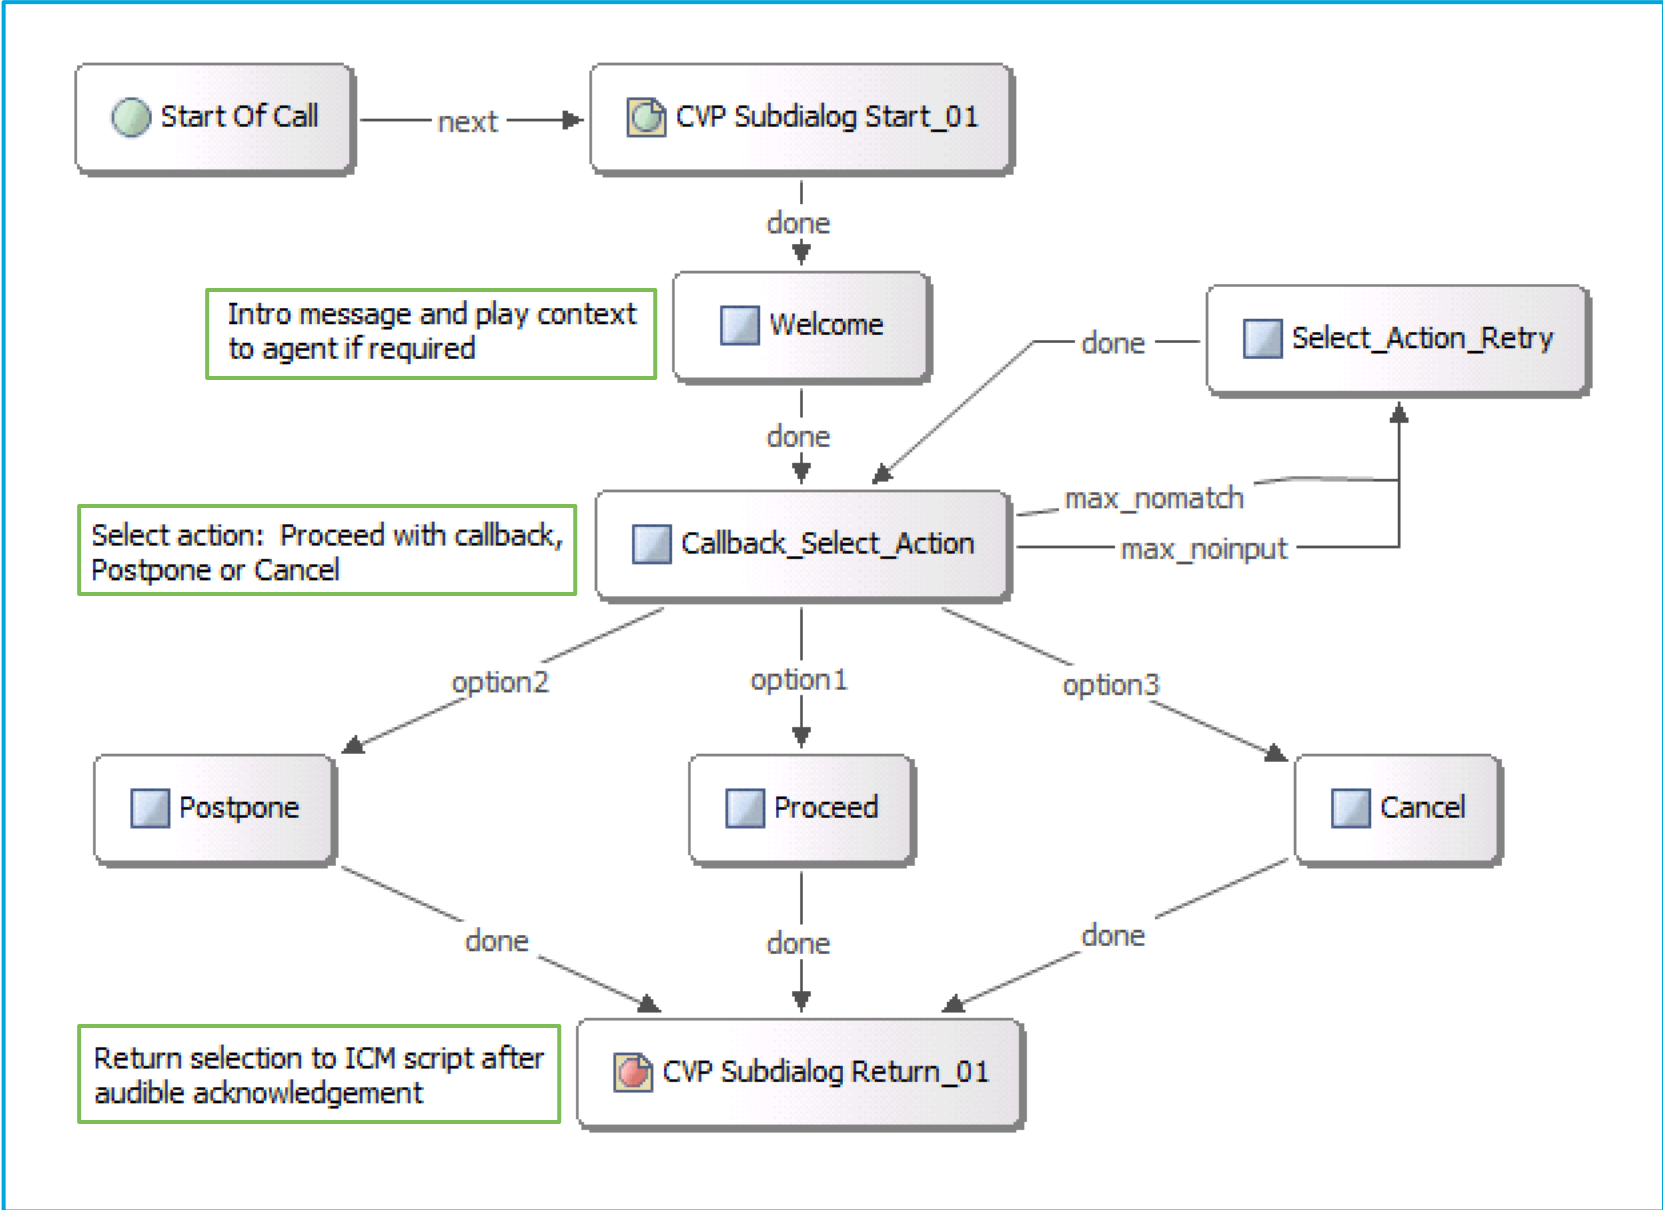 Start Of Call
next
CVP Subdialog Start_01
done
Intro message and play context
to agent if required
Welcome
Select_Action_Retry
done
done
Select action:  Proceed with callback,
Postpone or Cancel
Callback_Select_Action
max_nomatch
max_noinput
option2
option1
option3
Postpone
Proceed
Cancel
done
done
done
Return selection to ICM script after
audible acknowledgement
CVP Subdialog Return_01